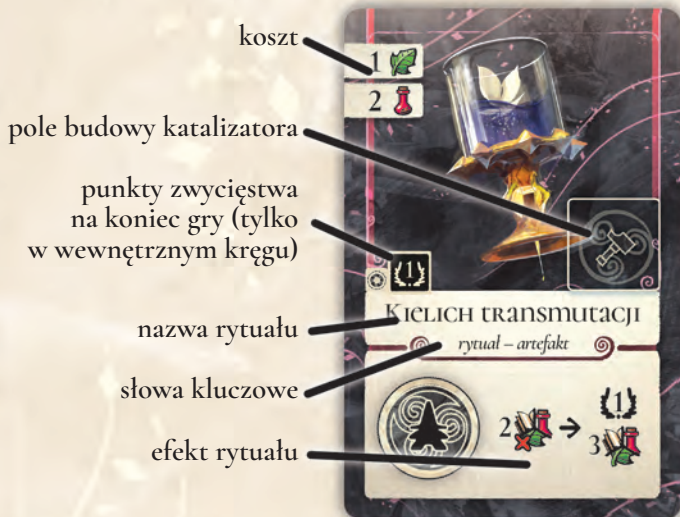 koszt
pole budowy katalizatora
punkty zwycięstwa
na koniec gry (tylko
w wewnętrznym kręgu)
nazwa rytuału
słowa kluczowe
efekt rytuału
1
2
1
Kielich transmutacji
rytuał – artefakt
2
1
3